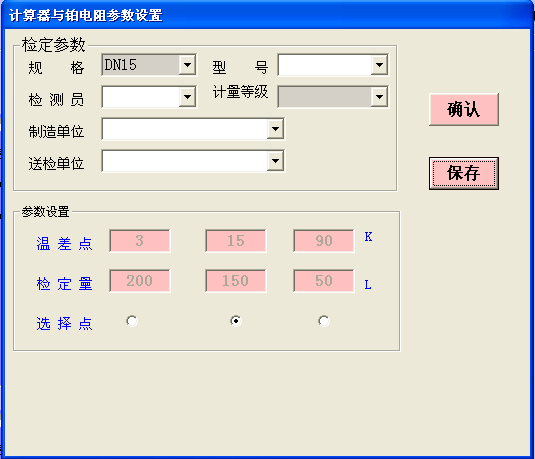 计算器与铂电阻参数设置
检定参数
规 格 DN15 型 号
检 测 员 计量等级
制造单位
送检单位
确认
保存
参数设置
温 差 点 3 15 90 K
检 定 量 200 150 50 L
选 择 点